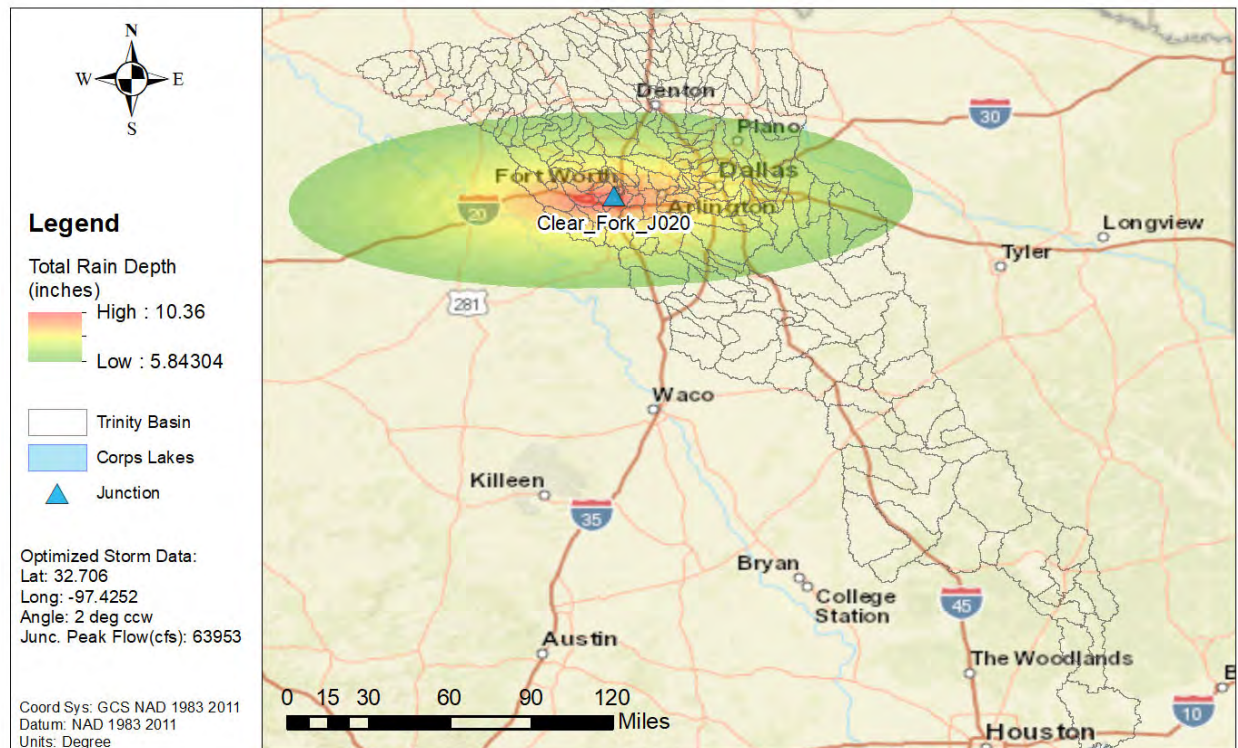 N
W E
S
Legend
Total Rain Depth
(inches)
High : 10.36
Low : 5.84304
Trinity Basin
Corps Lakes
Junction
Optimized Storm Data:
Lat: 32.706
Long: -97.4252
Angle: 2 deg ccw
Junc. Peak Flow(cfs): 63953
Coord Sys: GCS NAD 1983 2011
Datum: NAD 1983 2011
Units: Degree
Denton
30
Plano
Dallas
Fort Worth
20
Arlington
Clear_Fork_J020
Longview
Tyler
281
Waco
Killeen
35
Bryan
College
Station
45
Austin
The Woodlands
B
10
Houston
0 15 30 60 90 120
Miles